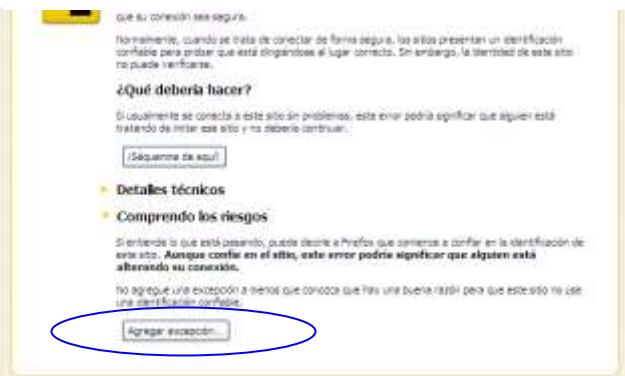 que su conexión sea segura.
Normalmente, cuando se trata de conectar de forma segura, los sitios presentan un identificación
confiable para probar que está dirigiéndose al lugar correcto. Sin embargo, la identidad de este sitio
no puede verificarse.
¿Qué debería hacer?
Si usualmente se conecta a este sitio sin problemas, este error podría significar que alguien está
tratando de imitar ese sitio y no debería continuar.
¡Sáquenme de aquí!
Detalles técnicos
Comprendo los riesgos
Si entiende lo que está pasando, puede decirle a Firefox que comience a confiar en la identificación de
este sitio. Aunque confíe en el sitio, este error podría significar que alguien está
alterando su conexión.
No agregue una excepción a menos que conozca que hay una buena razón para que este sitio no use
una identificación confiable.
Agregar excepción...